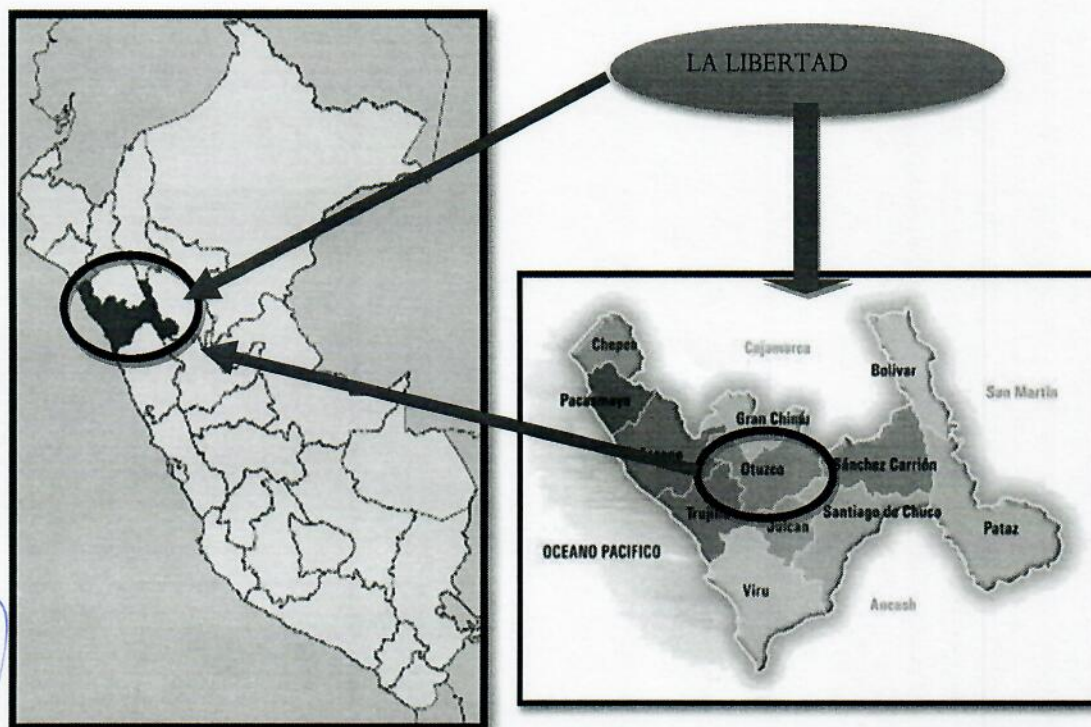 LA LIBERTAD
Chepen
Cajamarca
Bolivar
San Martin
Pacasmayo
Gran Chimu
Otuzco
Sánchez Carrión
Trujillo
Santiago de Chuco
Julcan
Pataz
OCEANO PACIFICO
Viru
Ancash